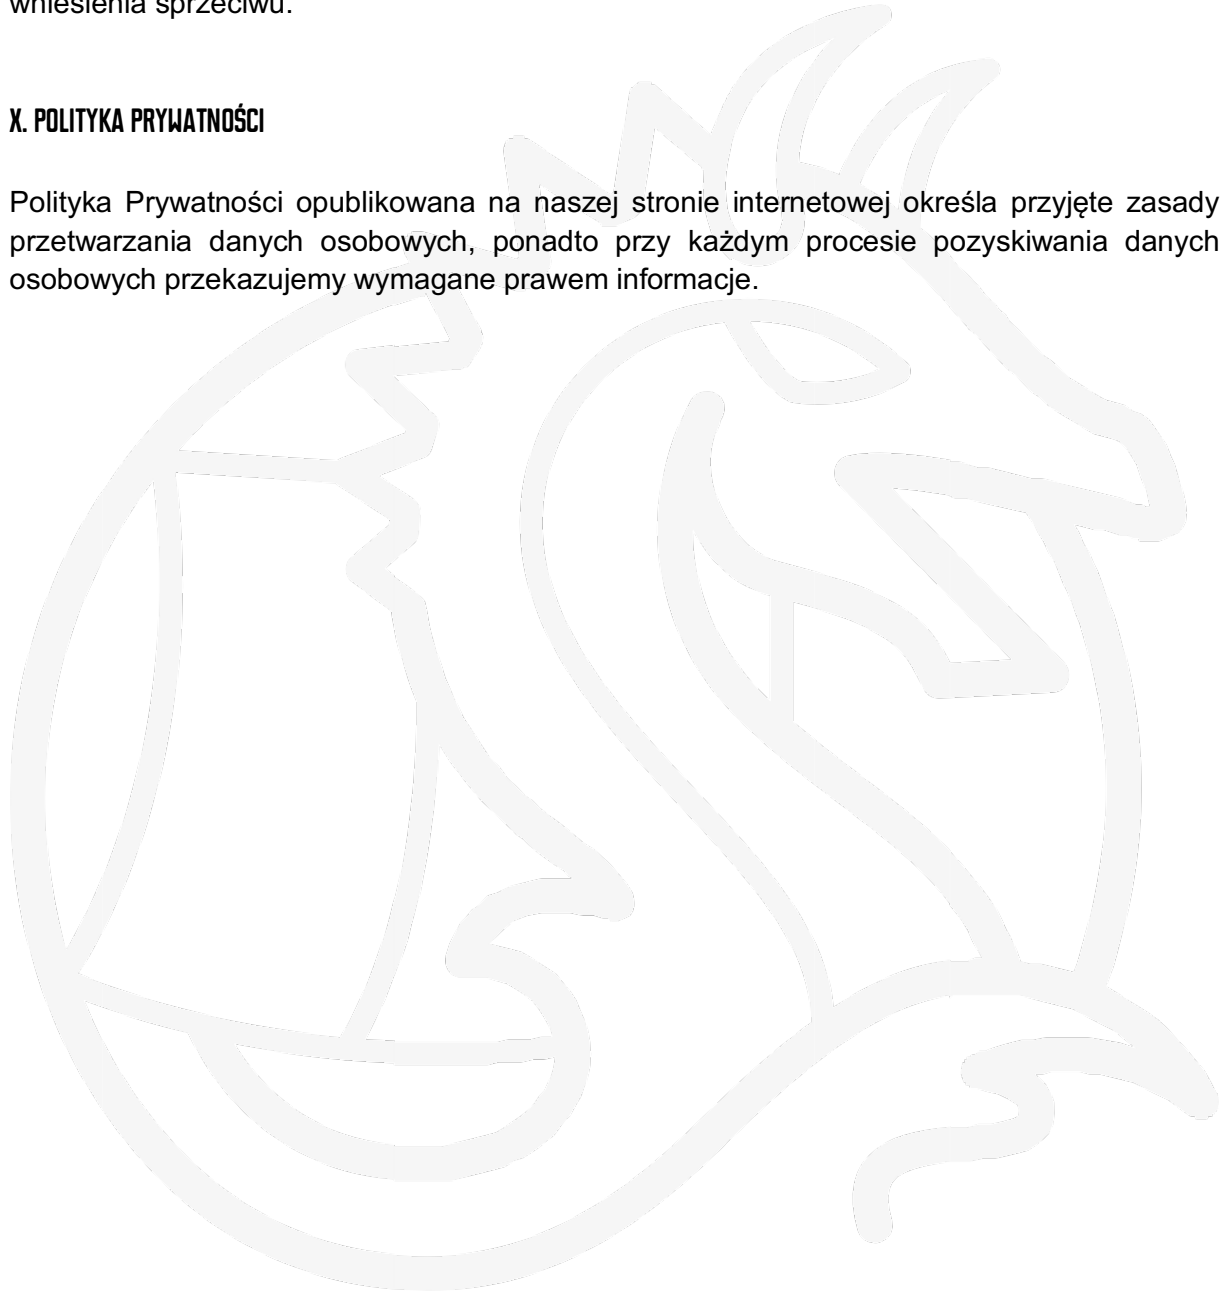 wniesienia sprzeciwu.
X. POLITYKA PRYWATNOŚCI
Polityka Prywatności opublikowana na naszej stronie internetowej określa przyjęte zasady
przetwarzania danych osobowych, ponadto przy każdym procesie pozyskiwania danych
osobowych przekazujemy wymagane prawem informacje.